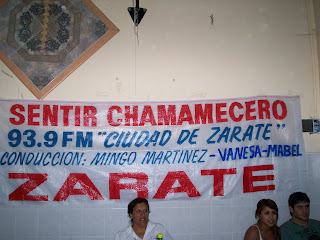 SENTIR CHAMAMECERO
93.9 FM "CIUDAD DE ZARATE"
CONDUCCION: MINGO MARTINEZ - VANESA - MABEL
ZARATE